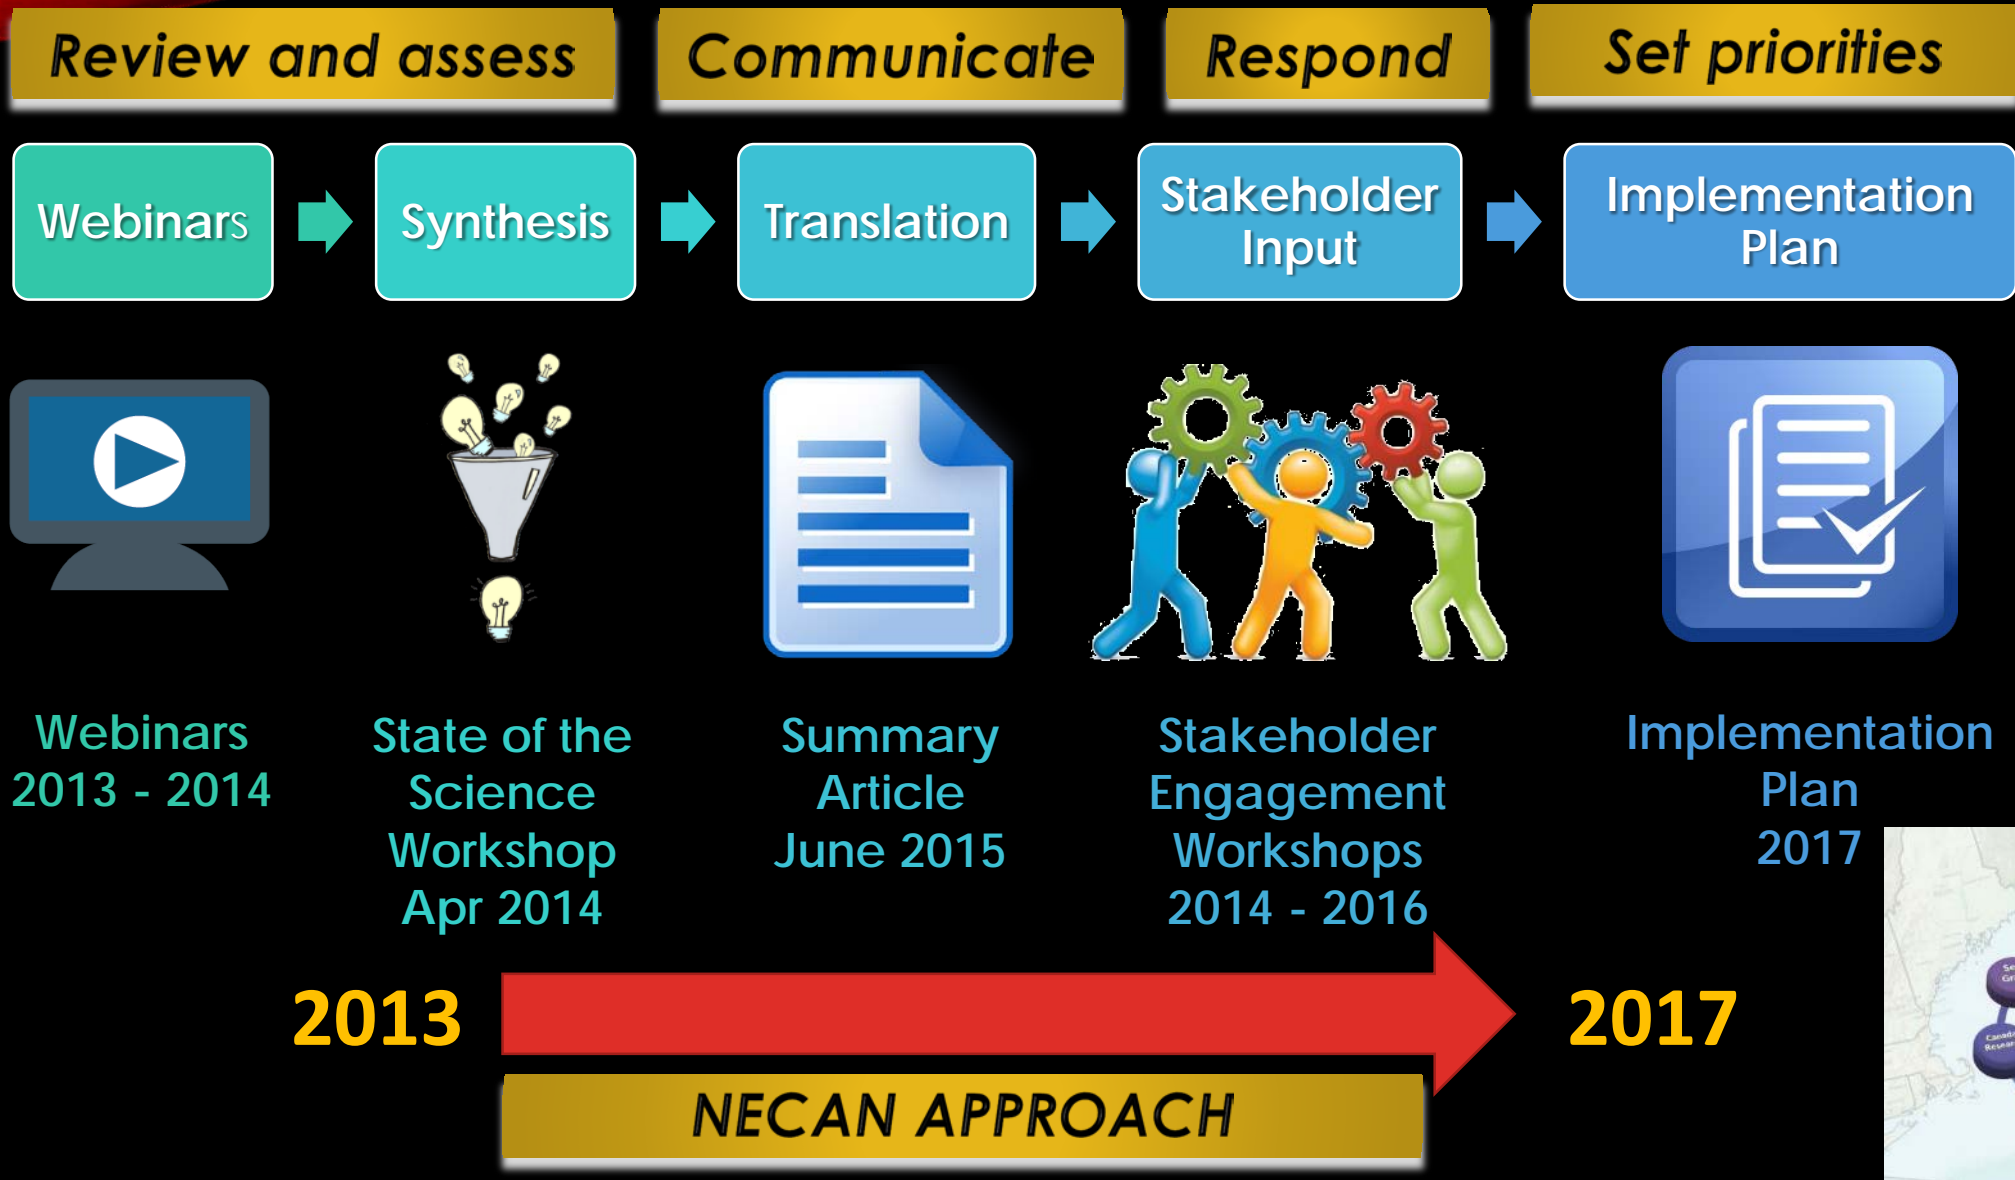 Review and assess
Communicate
Respond
Set priorities
Webinars
Synthesis
Translation
Stakeholder
Input
Implementation
Plan
Webinars
2013 - 2014
State of the
Science
Workshop
Apr 2014
Summary
Article
June 2015
Stakeholder
Engagement
Workshops
2014 - 2016
Implementation
Plan
2017
2013
2017
NECAN APPROACH